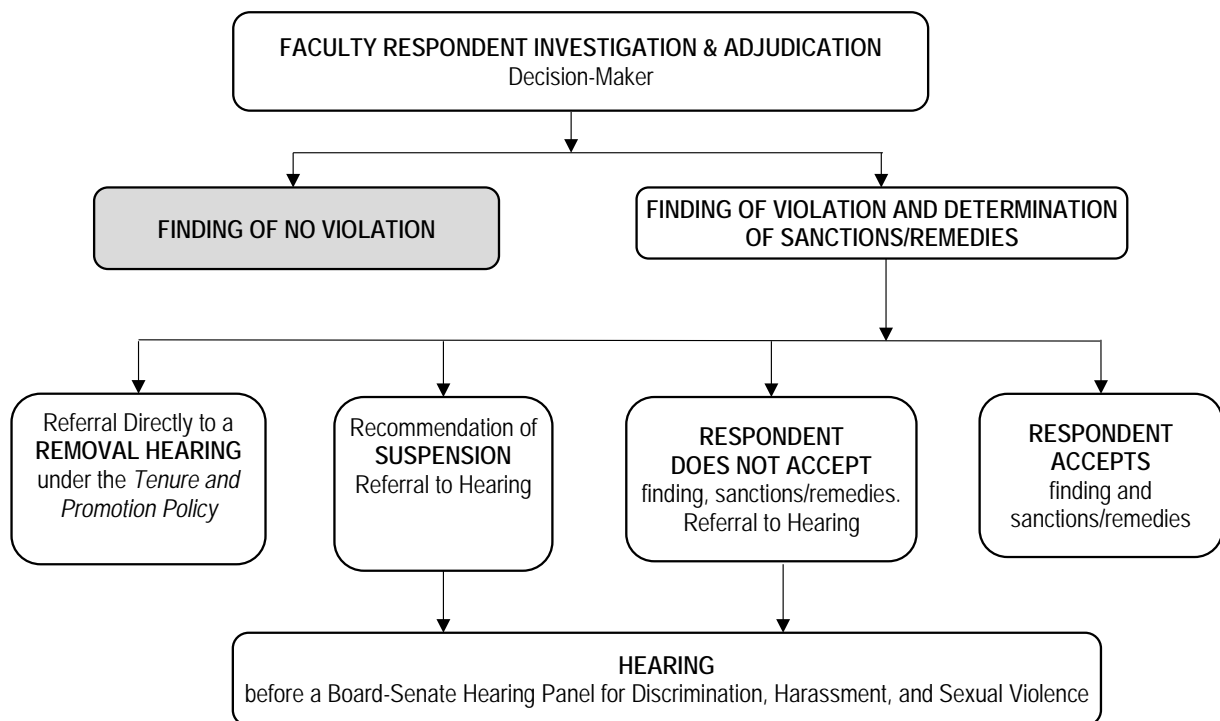 FACULTY RESPONDENT INVESTIGATION & ADJUDICATION
Decision-Maker
FINDING OF NO VIOLATION
FINDING OF VIOLATION AND DETERMINATION
OF SANCTIONS/REMEDIES
Referral Directly to a
REMOVAL HEARING
under the Tenure and
Promotion Policy
Recommendation of
SUSPENSION
Referral to Hearing
RESPONDENT
DOES NOT ACCEPT
finding, sanctions/remedies.
Referral to Hearing
RESPONDENT
ACCEPTS
finding and
sanctions/remedies
HEARING
before a Board-Senate Hearing Panel for Discrimination, Harassment, and Sexual Violence